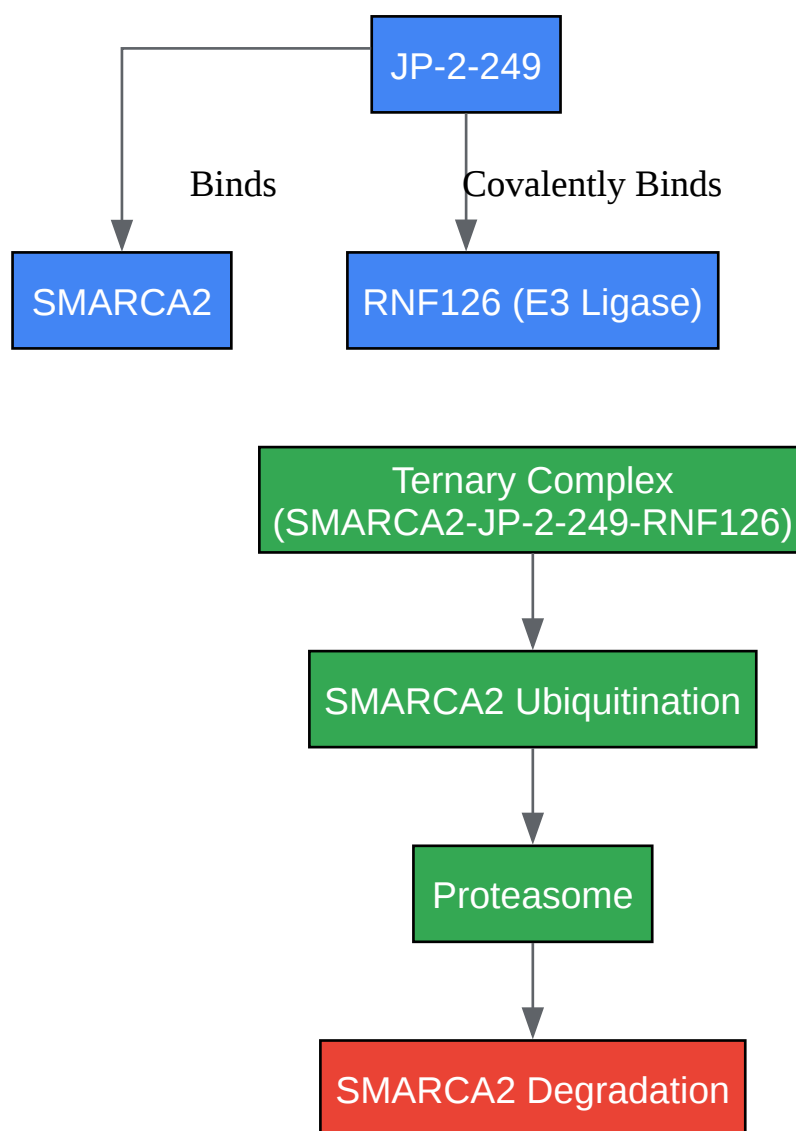 JP-2-249
Binds
Covalently Binds
SMARCA2
RNF126 (E3 Ligase)
Ternary Complex
(SMARCA2-JP-2-249-RNF126)
SMARCA2 Ubiquitination
Proteasome
SMARCA2 Degradation